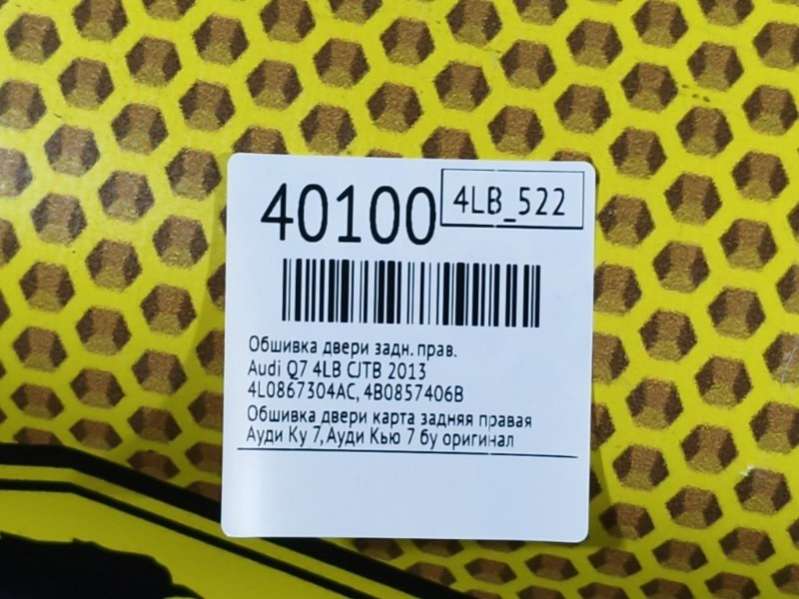 40100 4LB_522
Обшивка двери задн. прав.
Audi Q7 4LB CJTB 2013
4L0867304AC, 4B0857406B
Обшивка двери карта задняя правая
Ауди Ку 7, Ауди Кью 7 бу оригинал